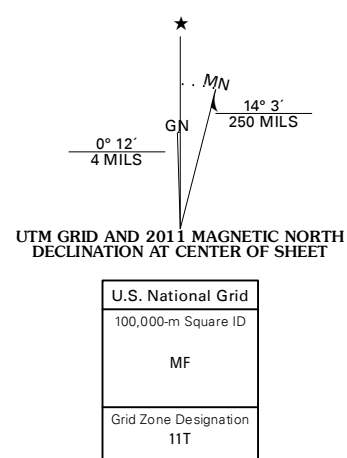 ★
MN
GN
14° 3´
250 MILS
0° 12´
4 MILS
UTM GRID AND 2011 MAGNETIC NORTH
DECLINATION AT CENTER OF SHEET
U.S. National Grid
100,000-m Square ID
MF
Grid Zone Designation
11T